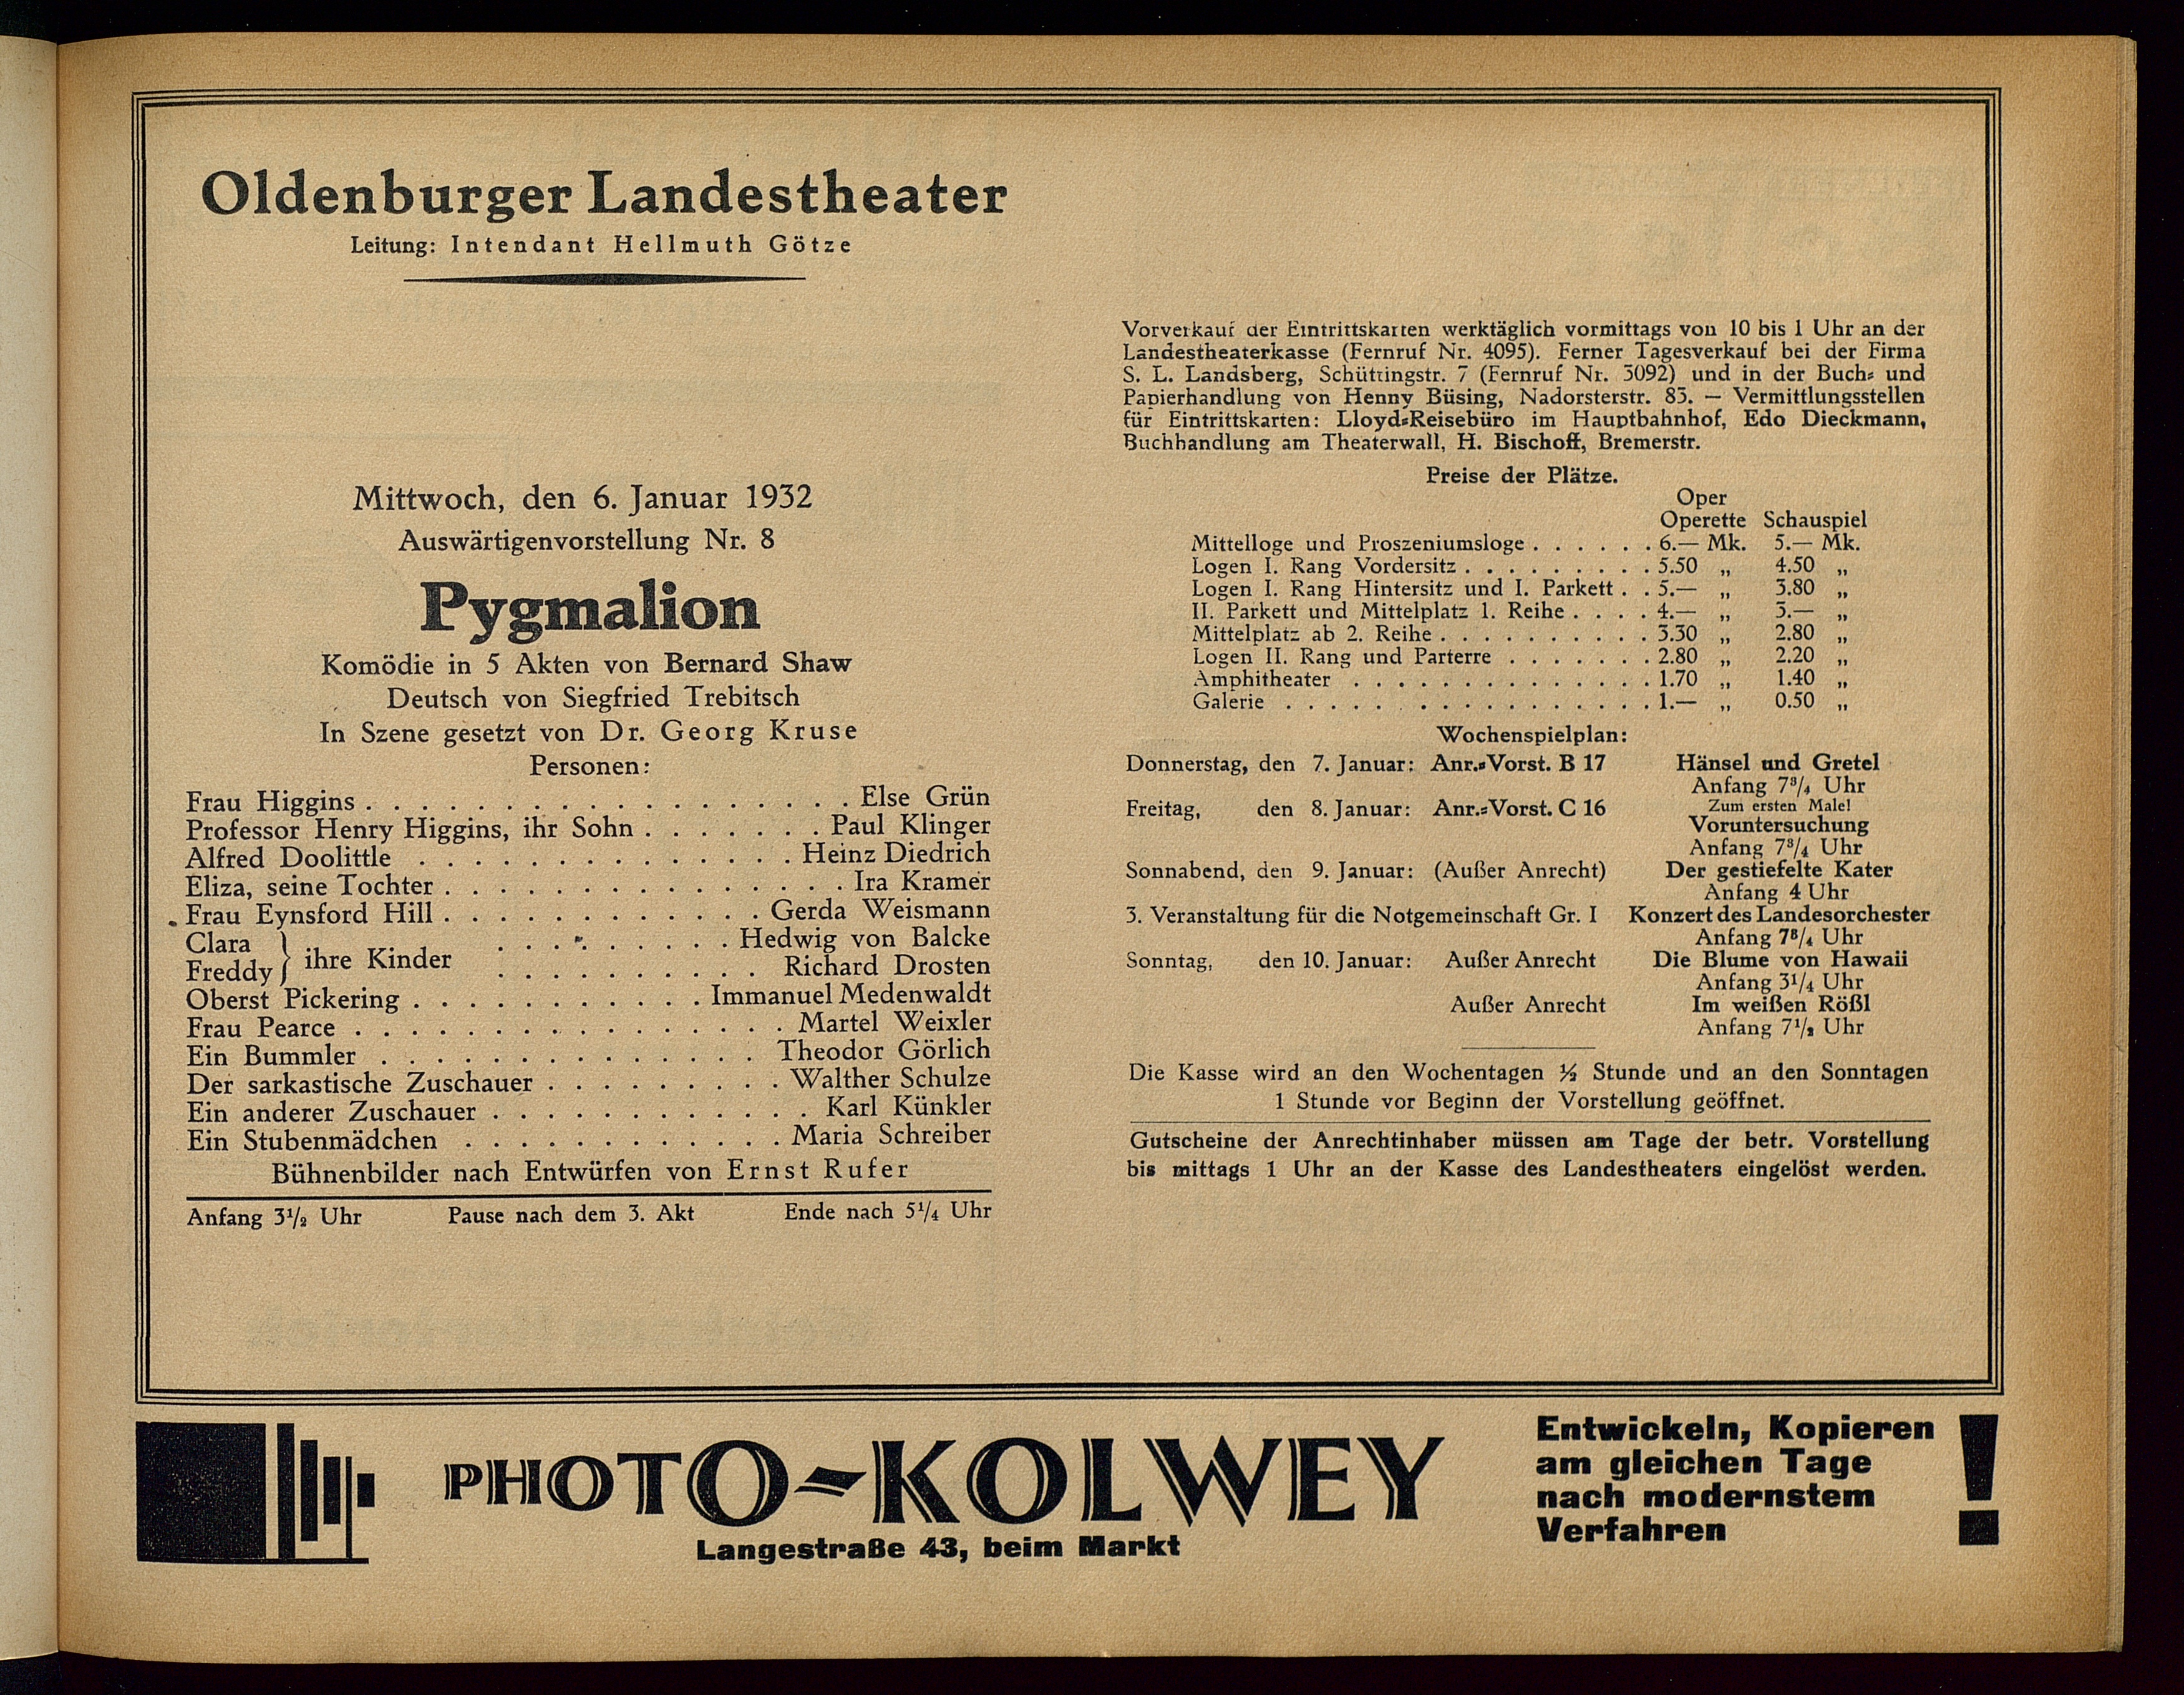 Oldenburger Landestheater
Leitung: Intendant Hellmuth Götze
Mittwoch, den 6. Januar 1932
Auswärtigenvorstellung Nr. 8
Pygmalion
Komödie in 5 Akten von Bernard Shaw
Deutsch von Siegfried Trebitsch
In Szene gesetzt von Dr. Georg Kruse
Personen:
Frau Higgins . . . . . . . . . . . . . . . . . . Else Grün
Professor Henry Higgins, ihr Sohn . . . . . . . Paul Klinger
Alfred Doolittle . . . . . . . . . . . . . . Heinz Diedrich
Eliza, seine Tochter . . . . . . . . . . . . . . . Ira Kramer
Frau Eynsford Hill . . . . . . . . . . . . Gerda Weismann
Clara } ihre Kinder . . . . . . . . . Hedwig von Balcke
Freddy } . . . . . . . . . . Richard Drosten
Oberst Pickering . . . . . . . . . . . Immanuel Medenwaldt
Frau Pearce . . . . . . . . . . . . . . . . Martel Weixler
Ein Bummler . . . . . . . . . . . . . . Theodor Görlich
Der sarkastische Zuschauer . . . . . . . . . Walther Schulze
Ein anderer Zuschauer . . . . . . . . . . . . Karl Künkler
Ein Stubenmädchen . . . . . . . . . . . . Maria Schreiber
Bühnenbilder nach Entwürfen von Ernst Rufer
Anfang 3½ Uhr Pause nach dem 3. Akt Ende nach 5¼ Uhr
Vorverkauf der Eintrittskarten werktäglich vormittags von 10 bis 1 Uhr an der
Landestheaterkasse (Fernruf Nr. 4095). Ferner Tagesverkauf bei der Firma
S. L. Landsberg, Schüttingstr. 7 (Fernruf Nr. 3092) und in der Buch- und
Papierhandlung von Henny Büsing, Nadorsterstr. 83. — Vermittlungsstellen
für Eintrittskarten: Lloyd-Reisebüro im Hauptbahnhof, Edo Dieckmann,
Buchhandlung am Theaterwall, H. Bischoff, Bremerstr.
Preise der Plätze.
Oper
Operette Schauspiel
Mittelloge und Proszeniumsloge . . . . . . 6.— Mk. 5.— Mk.
Logen I. Rang Vordersitz . . . . . . . . . 5.50 „ 4.50 „
Logen I. Rang Hintersitz und I. Parkett . . 5.— „ 3.80 „
II. Parkett und Mittelplatz 1. Reihe . . . . 4.— „ 3.— „
Mittelplatz ab 2. Reihe . . . . . . . . . . 3.30 „ 2.80 „
Logen II. Rang und Parterre . . . . . . . 2.80 „ 2.20 „
Amphitheater . . . . . . . . . . . . . . 1.70 „ 1.40 „
Galerie . . . . . . . . . . . . . . . . . 1.— „ 0.50 „
Wochenspielplan:
Donnerstag, den 7. Januar: Anr.-Vorst. B 17 Hänsel und Gretel
Anfang 7¾ Uhr
Freitag, den 8. Januar: Anr.-Vorst. C 16 Zum ersten Male!
Voruntersuchung
Anfang 7¾ Uhr
Sonnabend, den 9. Januar: (Außer Anrecht) Der gestiefelte Kater
Anfang 4 Uhr
3. Veranstaltung für die Notgemeinschaft Gr. I Konzert des Landesorchester
Anfang 7¾ Uhr
Sonntag, den 10. Januar: Außer Anrecht Die Blume von Hawaii
Anfang 3¼ Uhr
Außer Anrecht Im weißen Rößl
Anfang 7½ Uhr
Die Kasse wird an den Wochentagen ½ Stunde und an den Sonntagen
1 Stunde vor Beginn der Vorstellung geöffnet.
Gutscheine der Anrechtinhaber müssen am Tage der betr. Vorstellung
bis mittags 1 Uhr an der Kasse des Landestheaters eingelöst werden.
PHOTO-KOLWEY
Langestraße 43, beim Markt
Entwickeln, Kopieren
am gleichen Tage
nach modernstem
Verfahren !